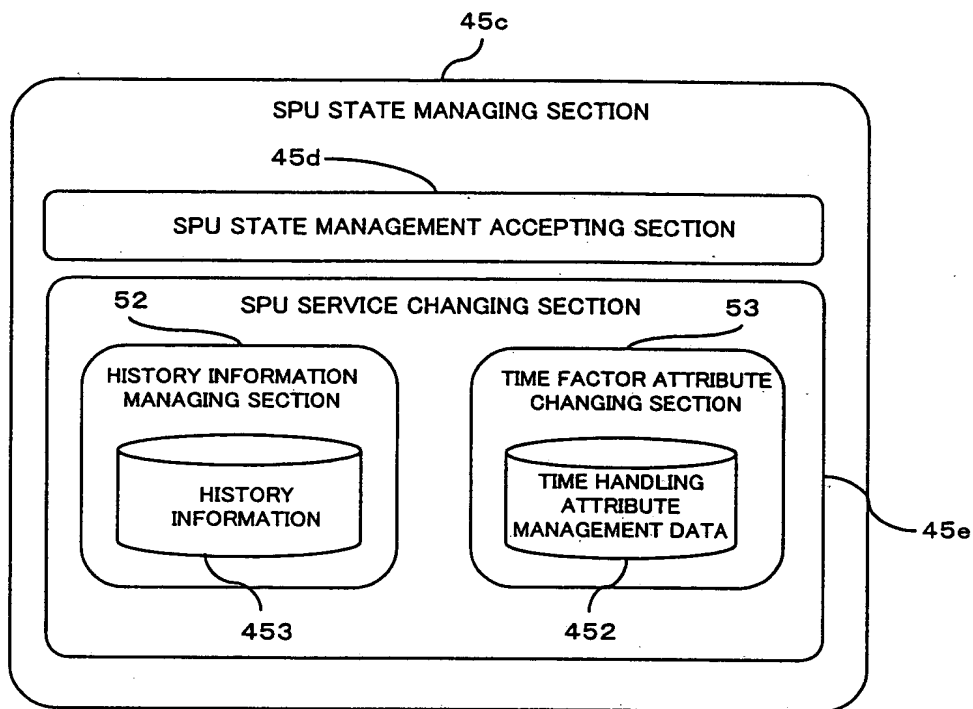 45c
SPU STATE MANAGING SECTION
45d
SPU STATE MANAGEMENT ACCEPTING SECTION
SPU SERVICE CHANGING SECTION
52
53
HISTORY INFORMATION
MANAGING SECTION
HISTORY
INFORMATION
TIME FACTOR ATTRIBUTE
CHANGING SECTION
TIME HANDLING
ATTRIBUTE
MANAGEMENT DATA
45e
453
452